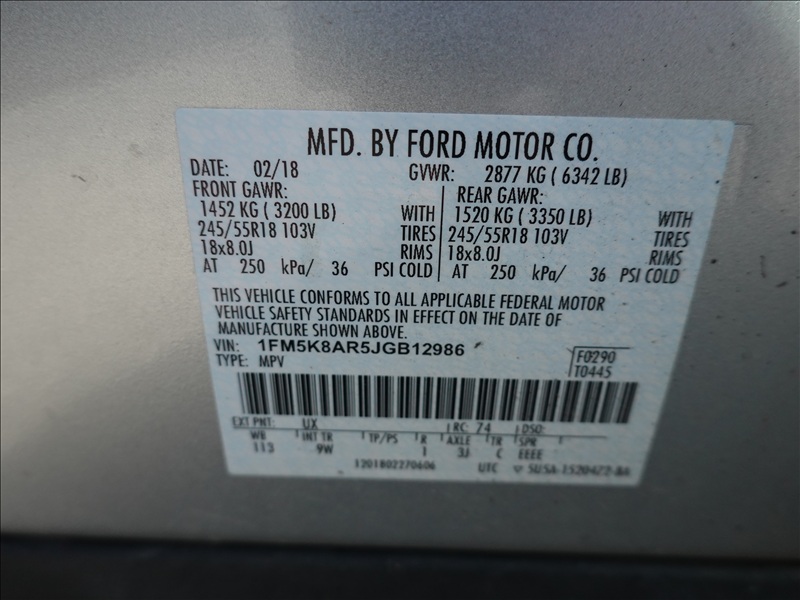 MFD. BY FORD MOTOR CO.
DATE: 02/18 GVWR: 2877 KG ( 6342 LB)
FRONT GAWR: REAR GAWR:
1452 KG ( 3200 LB) WITH 1520 KG ( 3350 LB) WITH
245/55R18 103V TIRES 245/55R18 103V TIRES
18x8.0J RIMS 18x8.0J RIMS
AT 250 kPa/ 36 PSI COLD AT 250 kPa/ 36 PSI COLD
THIS VEHICLE CONFORMS TO ALL APPLICABLE FEDERAL MOTOR
VEHICLE SAFETY STANDARDS IN EFFECT ON THE DATE OF
MANUFACTURE SHOWN ABOVE.
VIN: 1FM5K8AR5JGB12986 F0290
TYPE: MPV T0445
EXT PNT: UX RC: 74 DSO:
WB INT TR TP/PS R AXLE TR SPR
113 9W 1 3J C EEEE
1201802270606 UTC